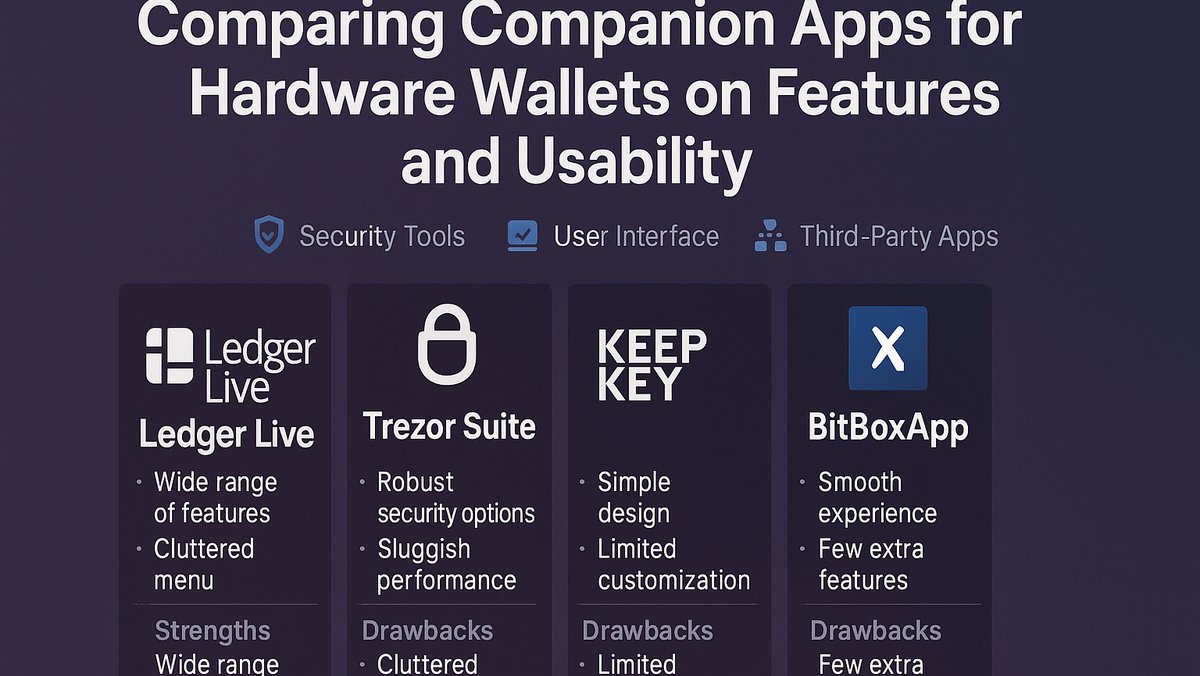 Comparing Companion Apps for
Hardware Wallets on Features
and Usability
Security Tools
User Interface
Third-Party Apps
Ledger
Live
Ledger Live
• Wide range
of features
• Cluttered
menu
Strengths
Wide range
Trezor Suite
• Robust
security options
• Sluggish
performance
Drawbacks
• Cluttered
KEEP
KEY
• Simple
design
• Limited
customization
Drawbacks
• Limited
X
BitBoxApp
• Smooth
experience
• Few extra
features
Drawbacks
Few extra